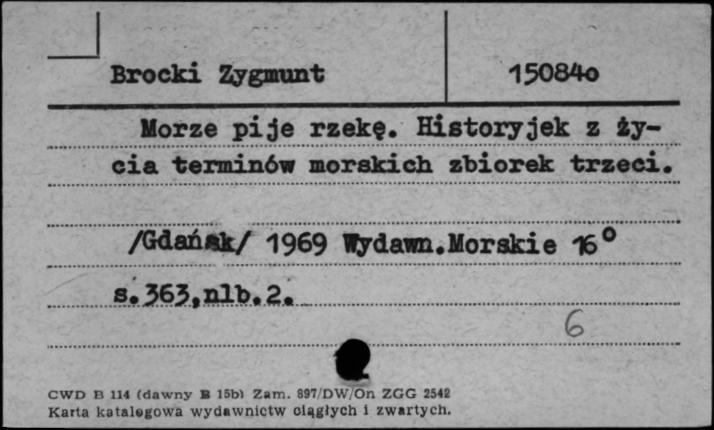 Brocki Zygmunt 150840
Morze pije rzekę. Historyjek z ży-
cia terminów morskich zbiorek trzeci.
/Gdańsk/ 1969 Wydawn.Morskie 16°
s.363,nlb.2.
6
CWD B 114 (dawny B 15b) Zam. 897/DW/On ZGG 2542
Karta katalogowa wydawnictw ciągłych i zwartych.